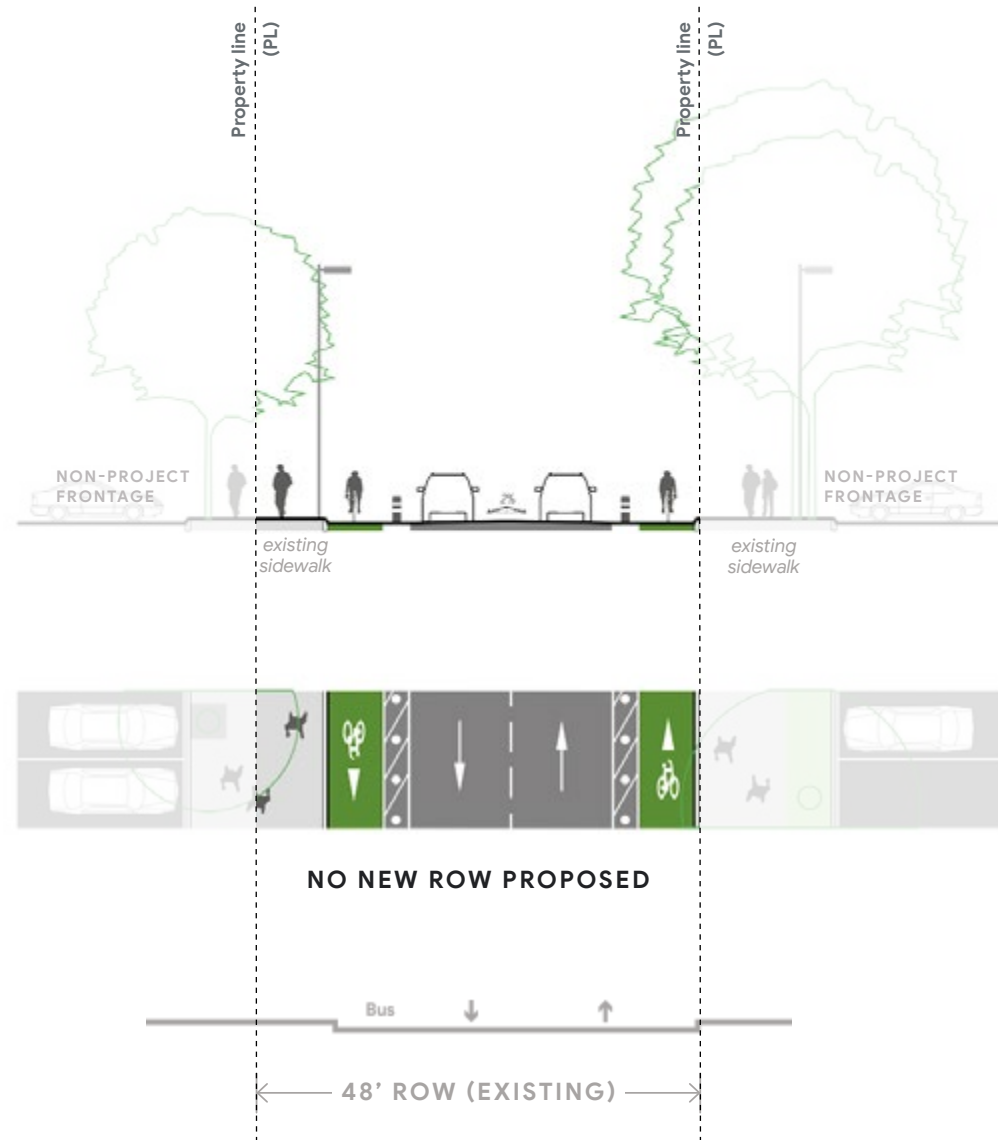 Property line
(PL)
Property line
(PL)
NON-PROJECT
FRONTAGE
NON-PROJECT
FRONTAGE
existing
sidewalk
existing
sidewalk
NO NEW ROW PROPOSED
Bus
48’ ROW (EXISTING)